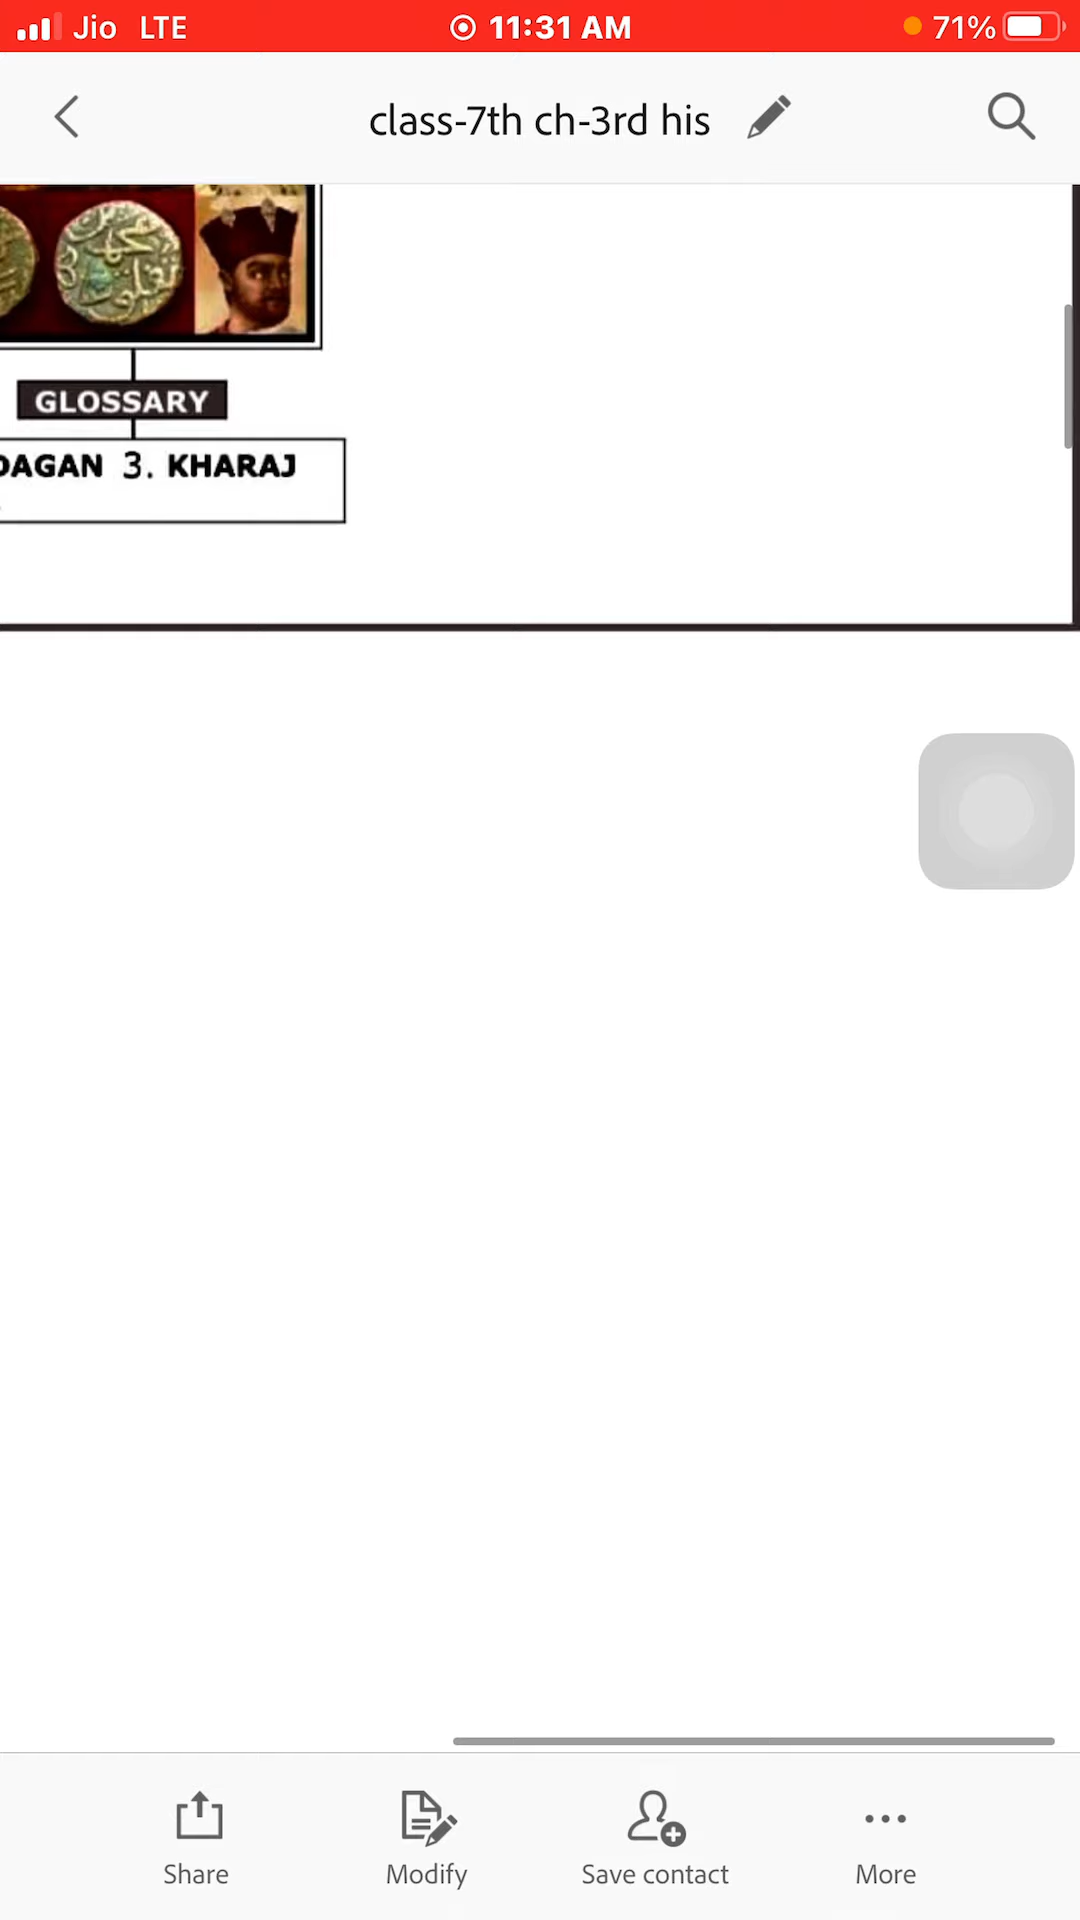 Jio LTE 11:31 AM 71%
class-7th ch-3rd his
GLOSSARY
DAGAN 3. KHARAJ
Share Modify Save contact More